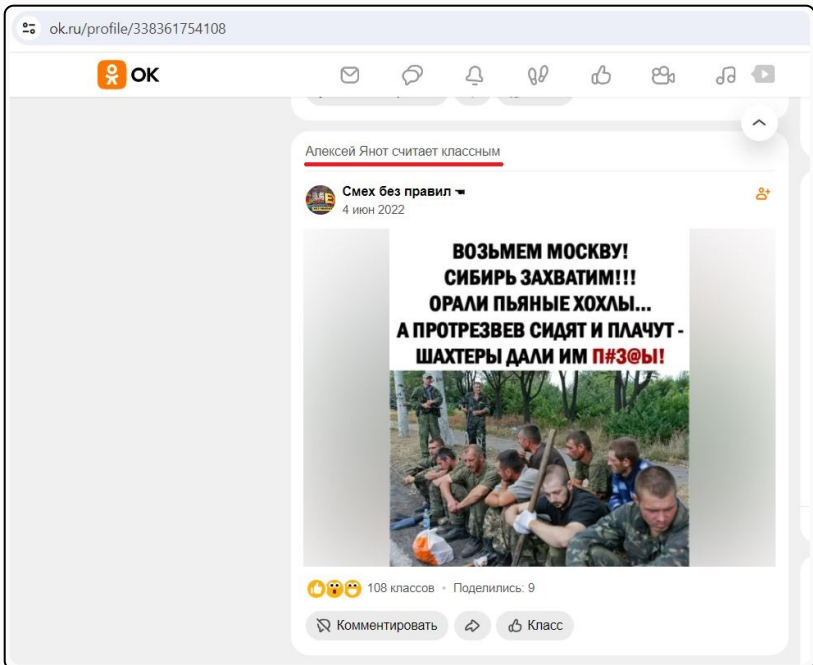 ok.ru/profile/338361754108
ОК
Алексей Янот считает классным
Смех без правил
4 июн 2022
ВОЗЬМЕМ МОСКВУ!
СИБИРЬ ЗАХВАТИМ!!!
ОРАЛИ ПЬЯНЫЕ ХОХЛЫ...
А ПРОТРЕЗВЕВ СИДЯТ И ПЛАЧУТ -
ШАХТЕРЫ ДАЛИ ИМ П#З@Ы!
108 классов • Поделились: 9
Комментировать
Класс